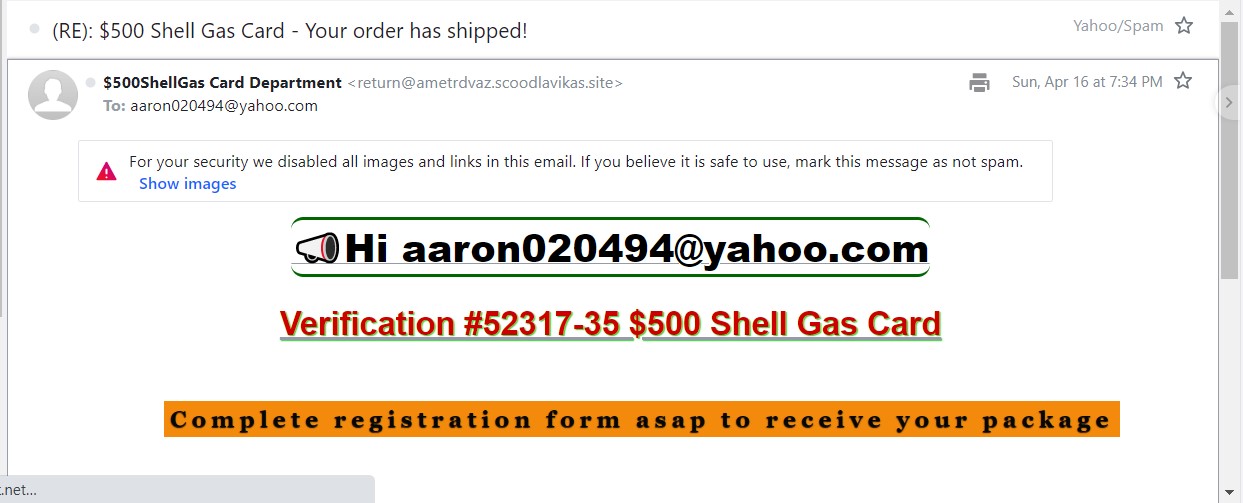 (RE): $500 Shell Gas Card - Your order has shipped!
Yahoo/Spam
$500ShellGas Card Department <return@ametrdvaz.scoodlavikas.site>
Sun, Apr 16 at 7:34 PM
To: aaron020494@yahoo.com
For your security we disabled all images and links in this email. If you believe it is safe to use, mark this message as not spam.
Show images
Hi aaron020494@yahoo.com
Verification #52317-35 $500 Shell Gas Card
Complete registration form asap to receive your package
.net...